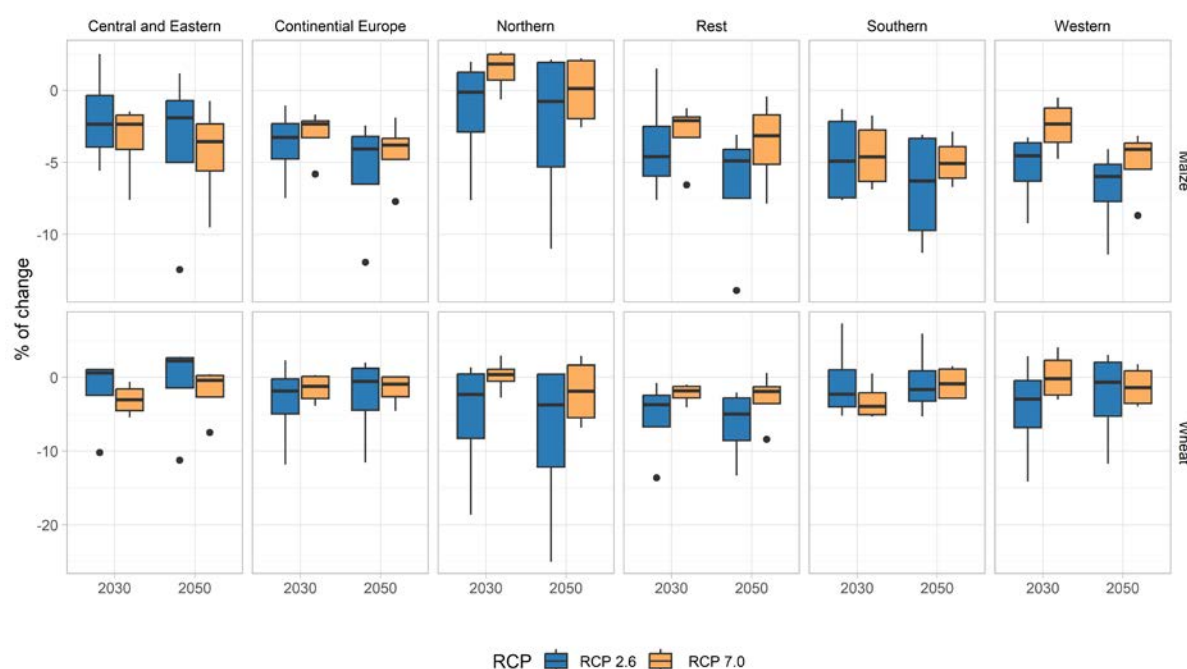 Central and Eastern
Continental Europe
Northern
Rest
Southern
Western
0
-5
-10
Maize
% of change
0
-10
-20
Wheat
2030
2050
2030
2050
2030
2050
2030
2050
2030
2050
2030
2050
RCP
RCP 2.6
RCP 7.0